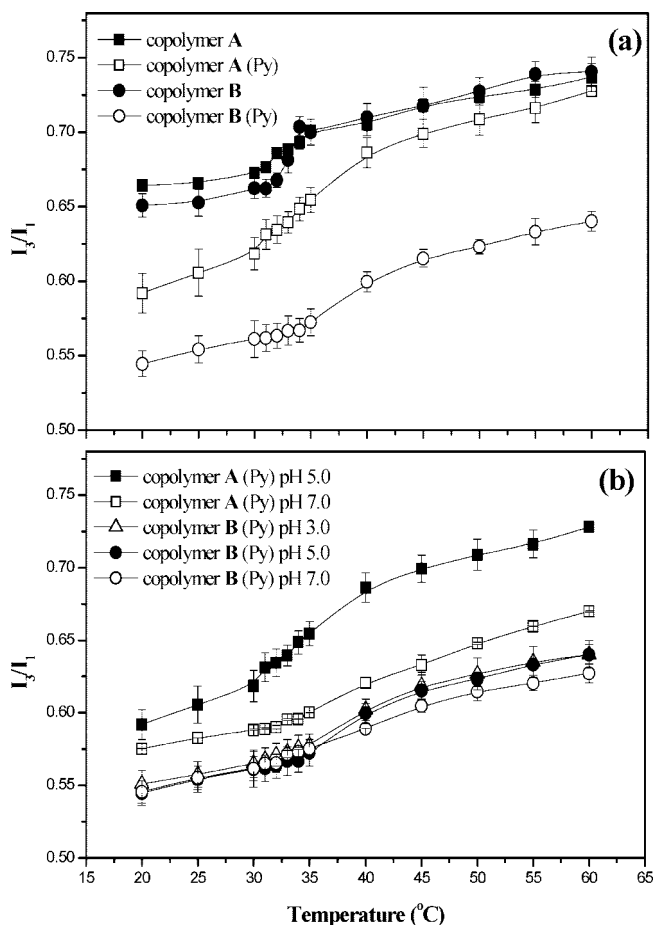 (a)
copolymer A
copolymer A (Py)
copolymer B
copolymer B (Py)
0.75
0.70
0.65
0.60
0.55
0.50
I3/I1
(b)
copolymer A (Py) pH 5.0
copolymer A (Py) pH 7.0
copolymer B (Py) pH 3.0
copolymer B (Py) pH 5.0
copolymer B (Py) pH 7.0
0.75
0.70
0.65
0.60
0.55
0.50
I3/I1
15 20 25 30 35 40 45 50 55 60 65
Temperature (°C)